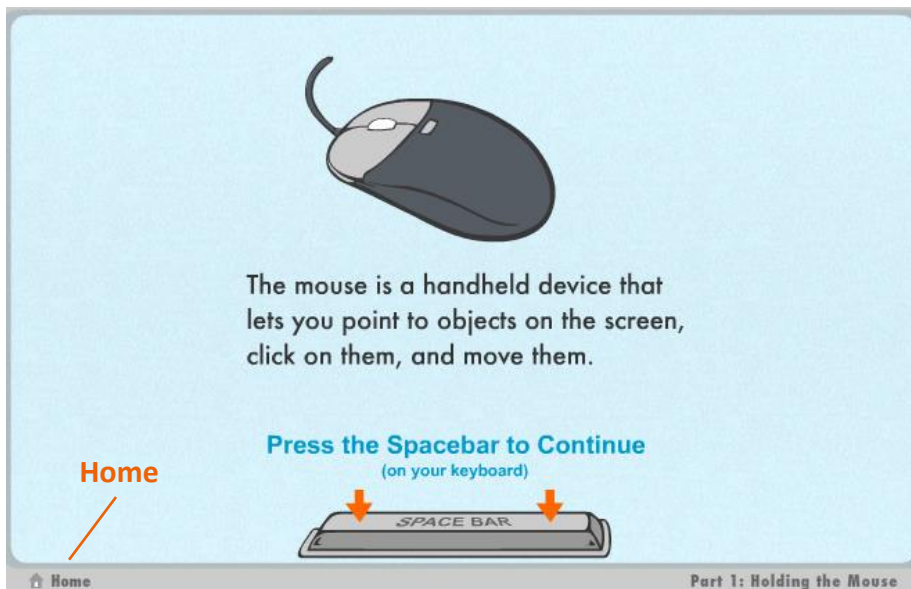 The mouse is a handheld device that
lets you point to objects on the screen,
click on them, and move them.
Press the Spacebar to Continue
(on your keyboard)
Home
SPACE BAR
Home
Part 1: Holding the Mouse